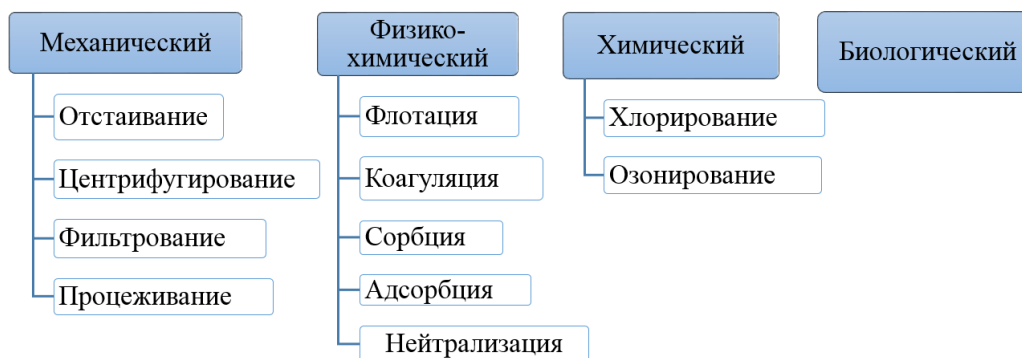 Механический
Отстаивание
Центрифугирование
Фильтрование
Процеживание
Физико-
химический
Флотация
Коагуляция
Сорбция
Адсорбция
Нейтрализация
Химический
Хлорирование
Озонирование
Биологический